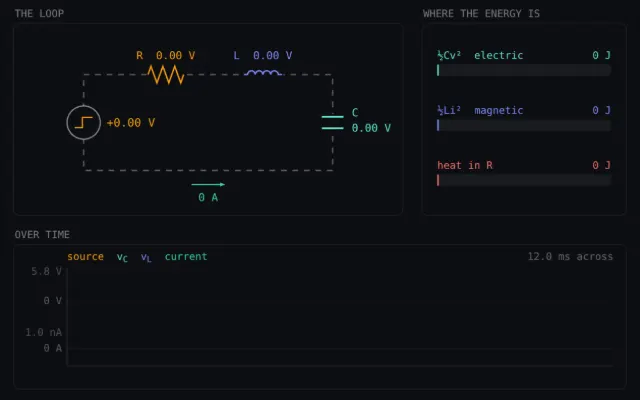 THE LOOP
R 0.00 V L 0.00 V
+0.00 V
C
0.00 V
0 A
WHERE THE ENERGY IS
½Cv² electric 0 J
½Li² magnetic 0 J
heat in R 0 J
OVER TIME
source v_C v_L current 12.0 ms across
5.8 V
0 V
1.0 nA
0 A